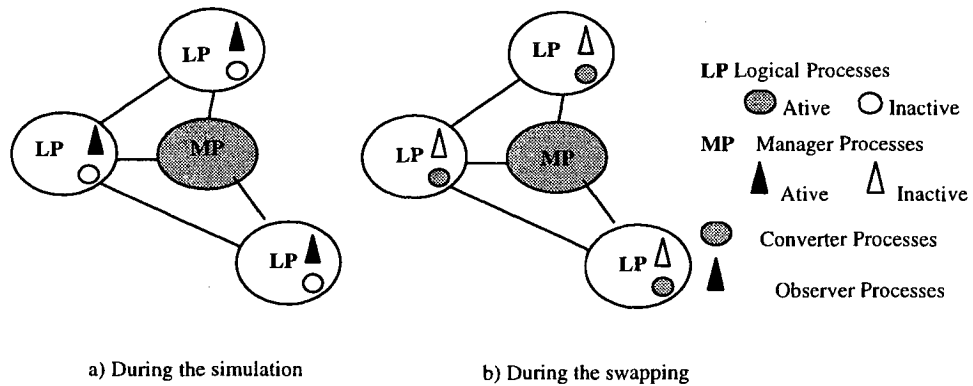 LP
LP
MP
LP
a) During the simulation
LP
LP
MP
LP
b) During the swapping
LP Logical Processes
Ative Inactive
MP Manager Processes
Ative Inactive
Converter Processes
Observer Processes